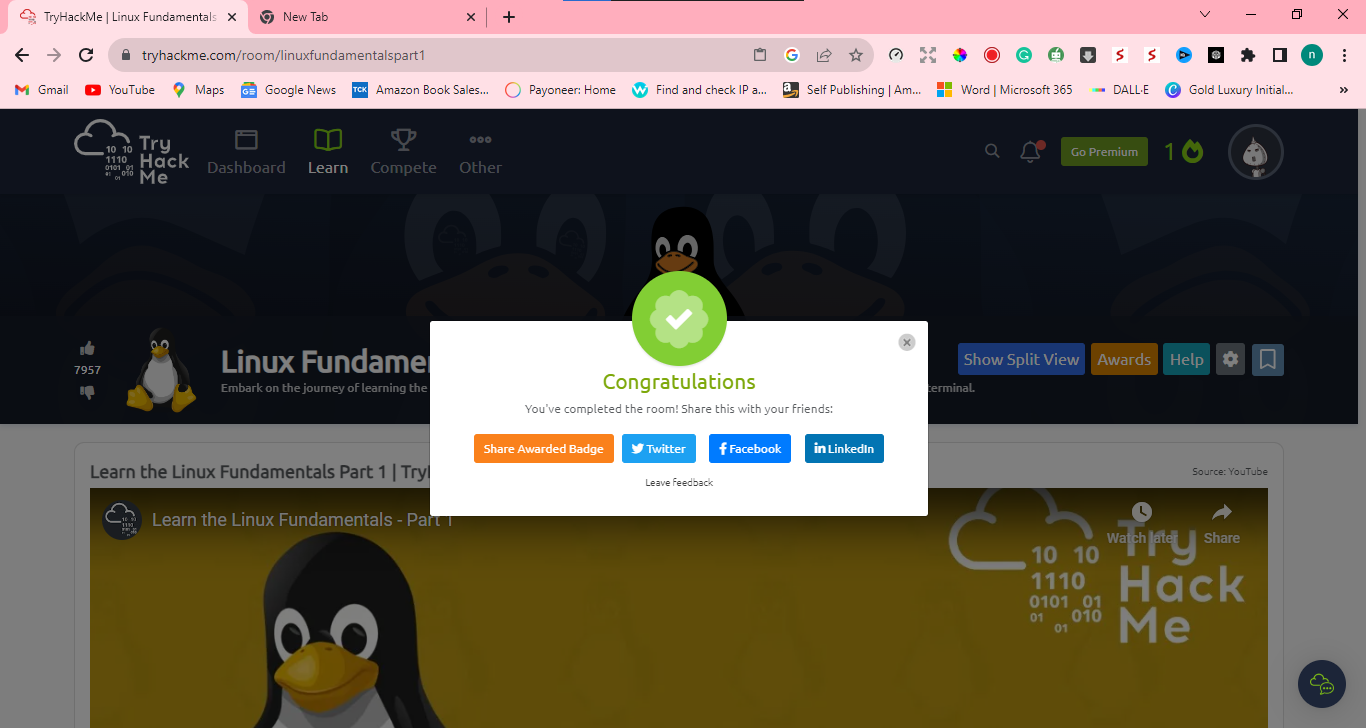 TryHackMe | Linux Fundamentals
New Tab
tryhackme.com/room/linuxfundamentalspart1
n
Gmail
YouTube
Maps
Google News
TCK
Amazon Book Sales...
Payoneer: Home
Find and check IP a...
Self Publishing | Am...
Word | Microsoft 365
DALL·E
Gold Luxury Initial...
»
Try
Hack
Me
10 10
1110
0101 01
01 010
Dashboard
Learn
Compete
Other
Go Premium
1
7957
Linux Fundamen
Embark on the journey of learning the
terminal.
Show Split View
Awards
Help
Congratulations
You've completed the room! Share this with your friends:
Share Awarded Badge
Twitter
Facebook
LinkedIn
Leave feedback
Learn the Linux Fundamentals Part 1 | Try
Source: YouTube
Learn the Linux Fundamentals - Part 1
Watch later
Share
10 10
1110
0101 01
01 010
01
Try
Hack
Me